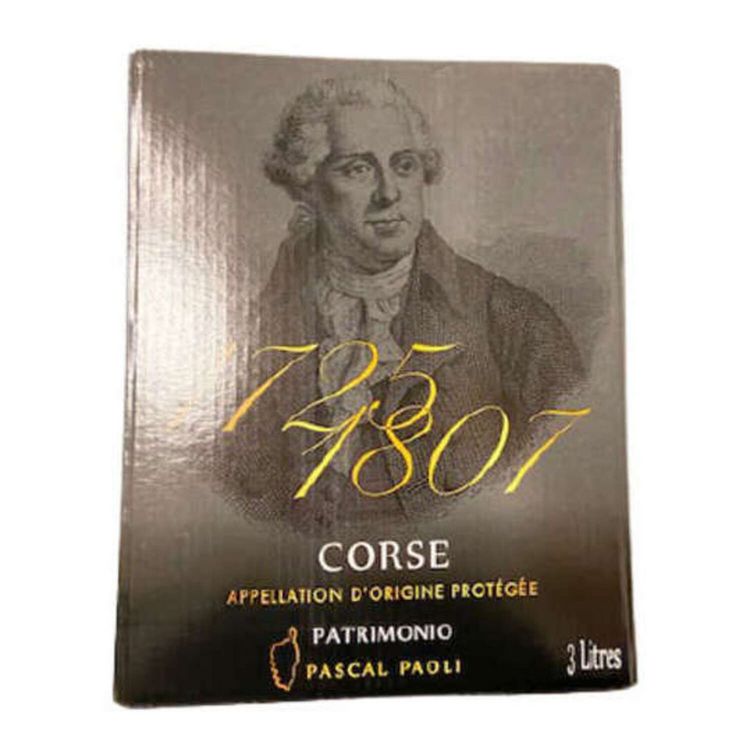 1725
1807
CORSE
APPELLATION D'ORIGINE PROTÉGÉE
PATRIMONIO
PASCAL PAOLI
3 Litres